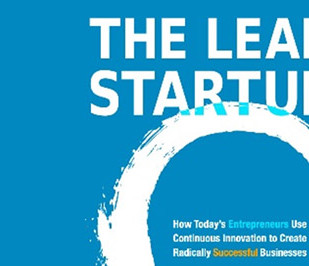 THE LEA
STARTU
How Today's Entrepreneurs Use
Continuous Innovation to Create
Radically Successful Businesses